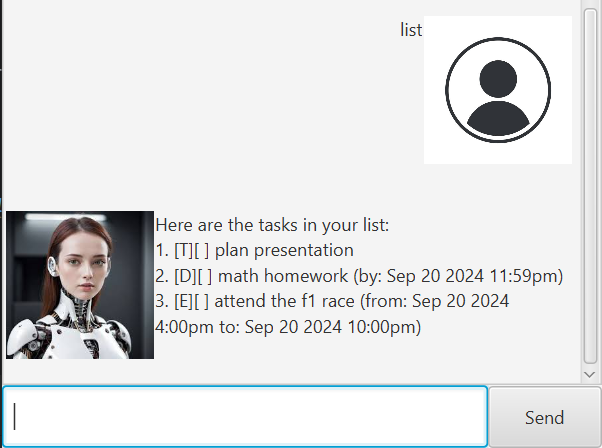 list
Here are the tasks in your list:
1. [T][ ] plan presentation
2. [D][ ] math homework (by: Sep 20 2024 11:59pm)
3. [E][ ] attend the f1 race (from: Sep 20 2024
4:00pm to: Sep 20 2024 10:00pm)
Send